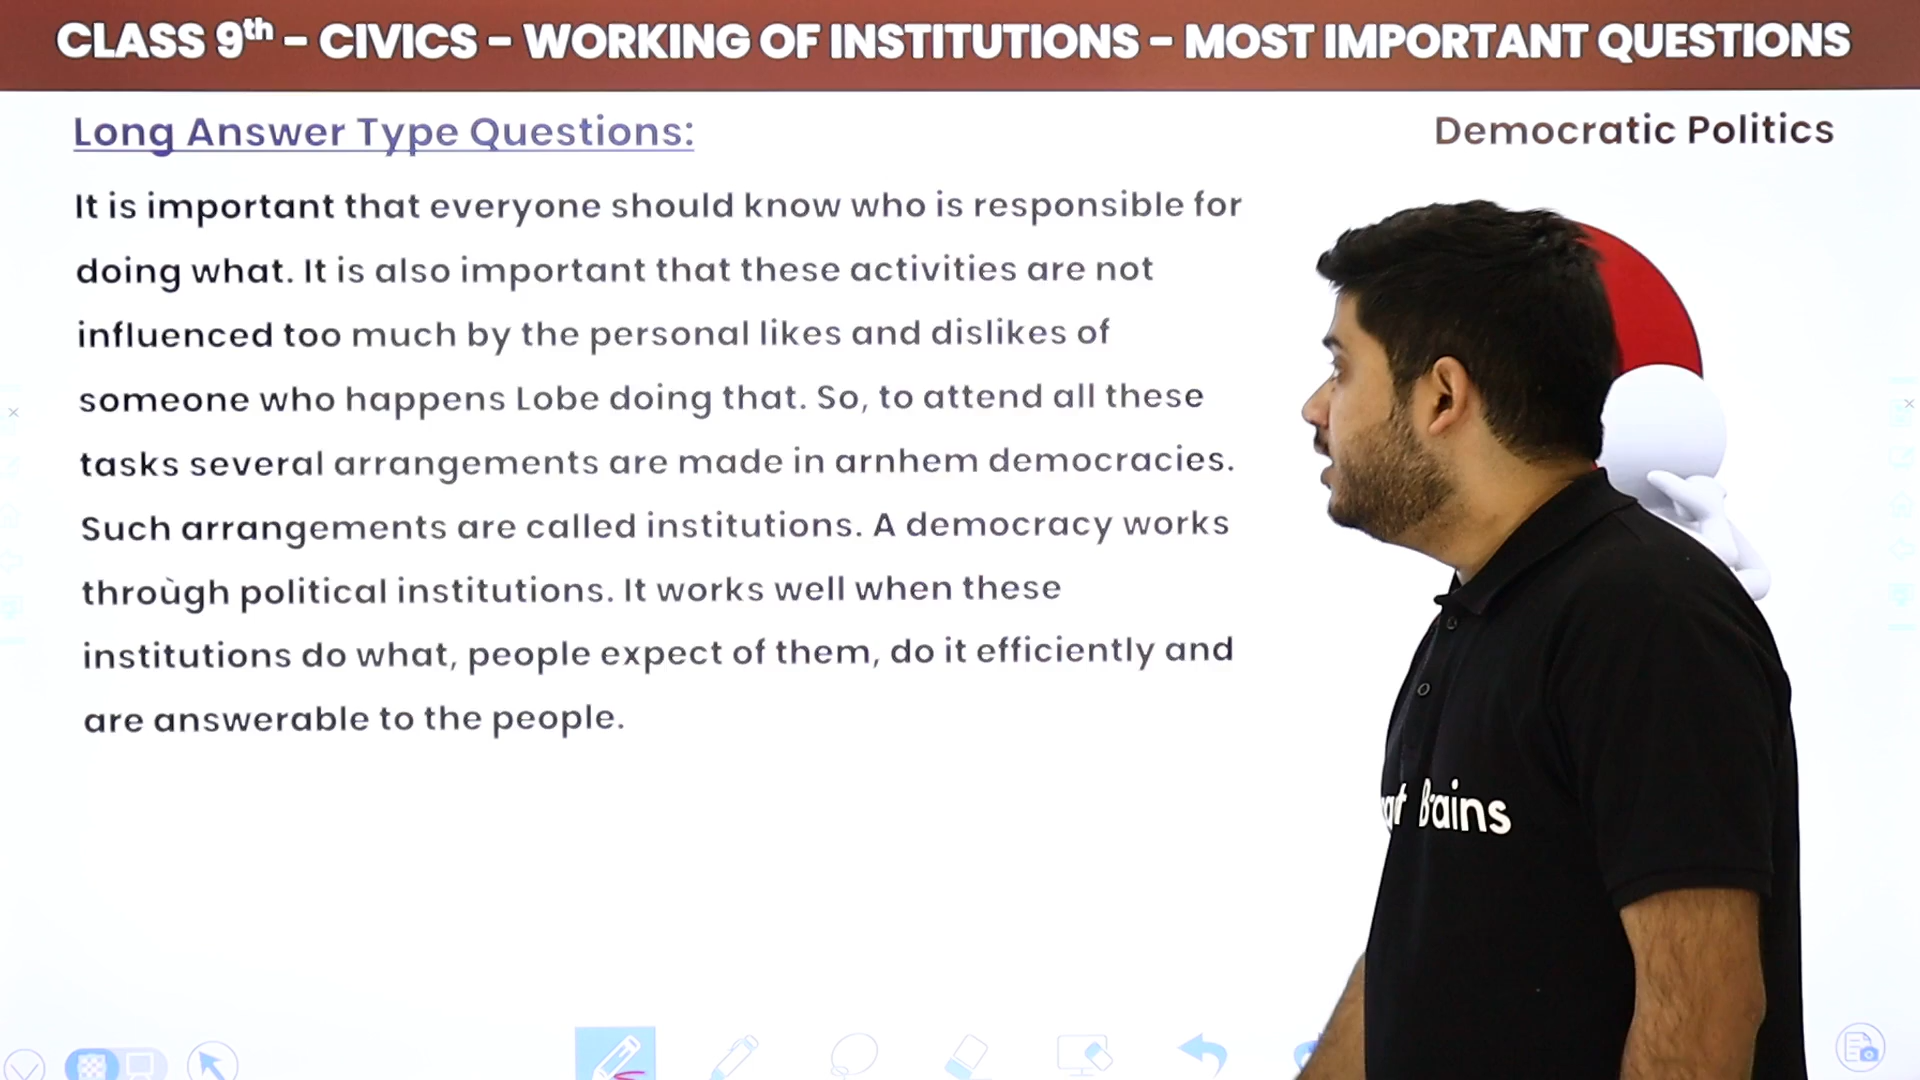 CLASS 9th – CIVICS – WORKING OF INSTITUTIONS – MOST IMPORTANT QUESTIONS
Long Answer Type Questions:
Democratic Politics
It is important that everyone should know who is responsible for
doing what. It is also important that these activities are not
influenced too much by the personal likes and dislikes of
someone who happens Lobe doing that. So, to attend all these
tasks several arrangements are made in arnhem democracies.
Such arrangements are called institutions. A democracy works
throùgh political institutions. It works well when these
institutions do what, people expect of them, do it efficiently and
are answerable to the people.
Brains